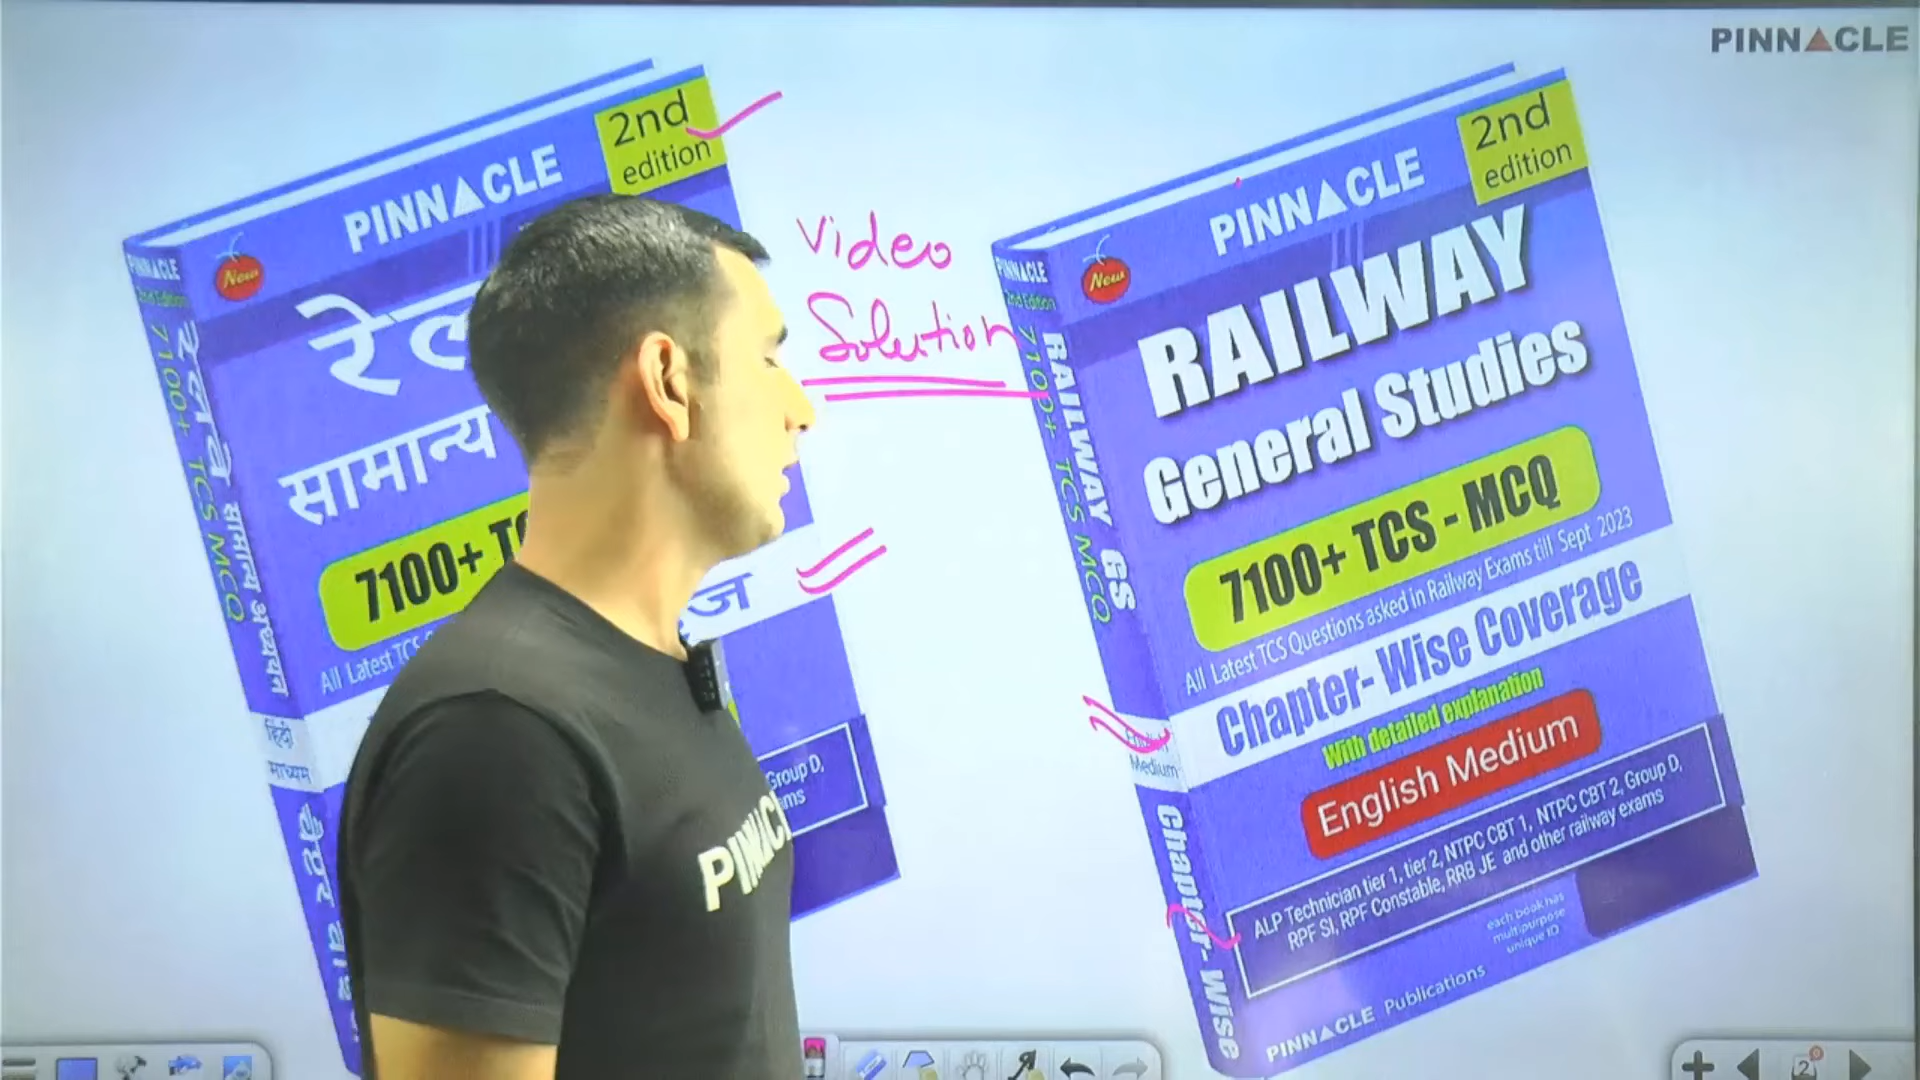 PINNACLE
2nd
edition
PINNACLE
New
सामान्य
7100+
All Latest TCS
Group D,
PINNACLE
2nd Edition
7100+ TCS MCQ
रेलवे सामान्य अध्ययन
हिंदी
माध्यम
Video
Solution
2nd
edition
PINNACLE
New
RAILWAY
General Studies
7100+ TCS - MCQ
All Latest TCS Questions asked in Railway Exams till Sept 2023
Chapter- Wise Coverage
With detailed explanation
English Medium
ALP Technician tier 1, tier 2, NTPC CBT 1, NTPC CBT 2, Group D,
RPF SI, RPF Constable, RRB JE and other railway exams
each book has
multipurpose
unique ID
PINNACLE Publications
PINNACLE
2nd Edition
7100+ TCS MCQ
RAILWAY GS
Medium
Chapter- Wise
2